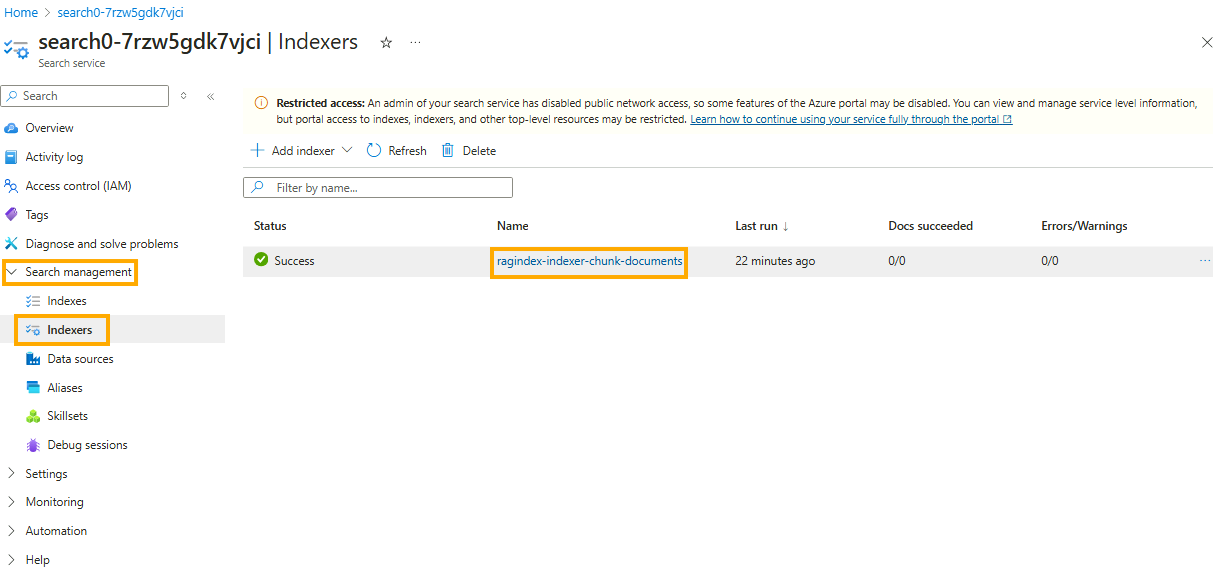 Home > search0-7rzw5gdk7vjci
search0-7rzw5gdk7vjci | Indexers
Search service
Search
Overview
Activity log
Access control (IAM)
Tags
Diagnose and solve problems
Search management
Indexes
Indexers
Data sources
Aliases
Skillsets
Debug sessions
Settings
Monitoring
Automation
Help
Restricted access: An admin of your search service has disabled public network access, so some features of the Azure portal may be disabled. You can view and manage service level information,
but portal access to indexes, indexers, and other top-level resources may be restricted. Learn how to continue using your service fully through the portal
Add indexer Refresh Delete
Filter by name...
Status Name Last run ↓ Docs succeeded Errors/Warnings
Success ragindex-indexer-chunk-documents 22 minutes ago 0/0 0/0